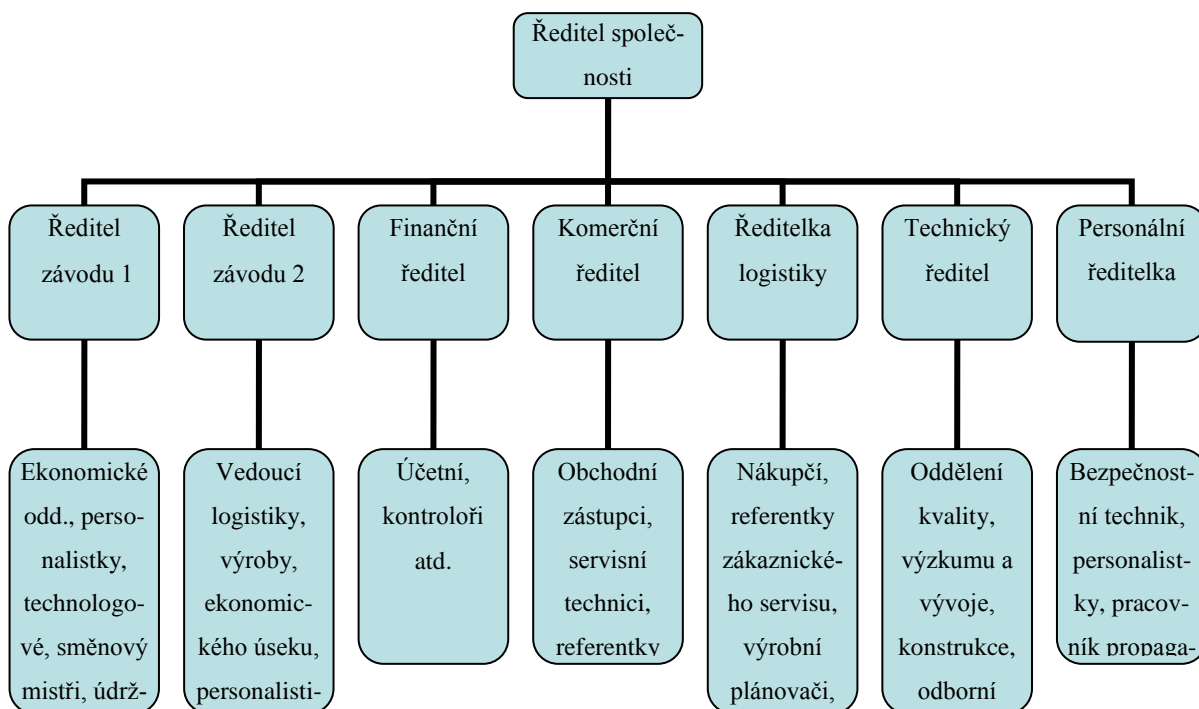 Ředitel společ-
nosti
Ředitel
závodu 1
Ředitel
závodu 2
Finanční
ředitel
Komerční
ředitel
Ředitelka
logistiky
Technický
ředitel
Personální
ředitelka
Ekonomické
odd., perso-
nalistky,
technologo-
vé, směnový
mistři, údrž-
Vedoucí
logistiky,
výroby,
ekonomic-
kého úseku,
personalisti-
Účetní,
kontroloři
atd.
Obchodní
zástupci,
servisní
technici,
referentky
Nákupčí,
referentky
zákaznické-
ho servisu,
výrobní
plánovači,
Oddělení
kvality,
výzkumu a
vývoje,
konstrukce,
odborní
Bezpečnost-
ní technik,
personalist-
ky, pracov-
ník propaga-